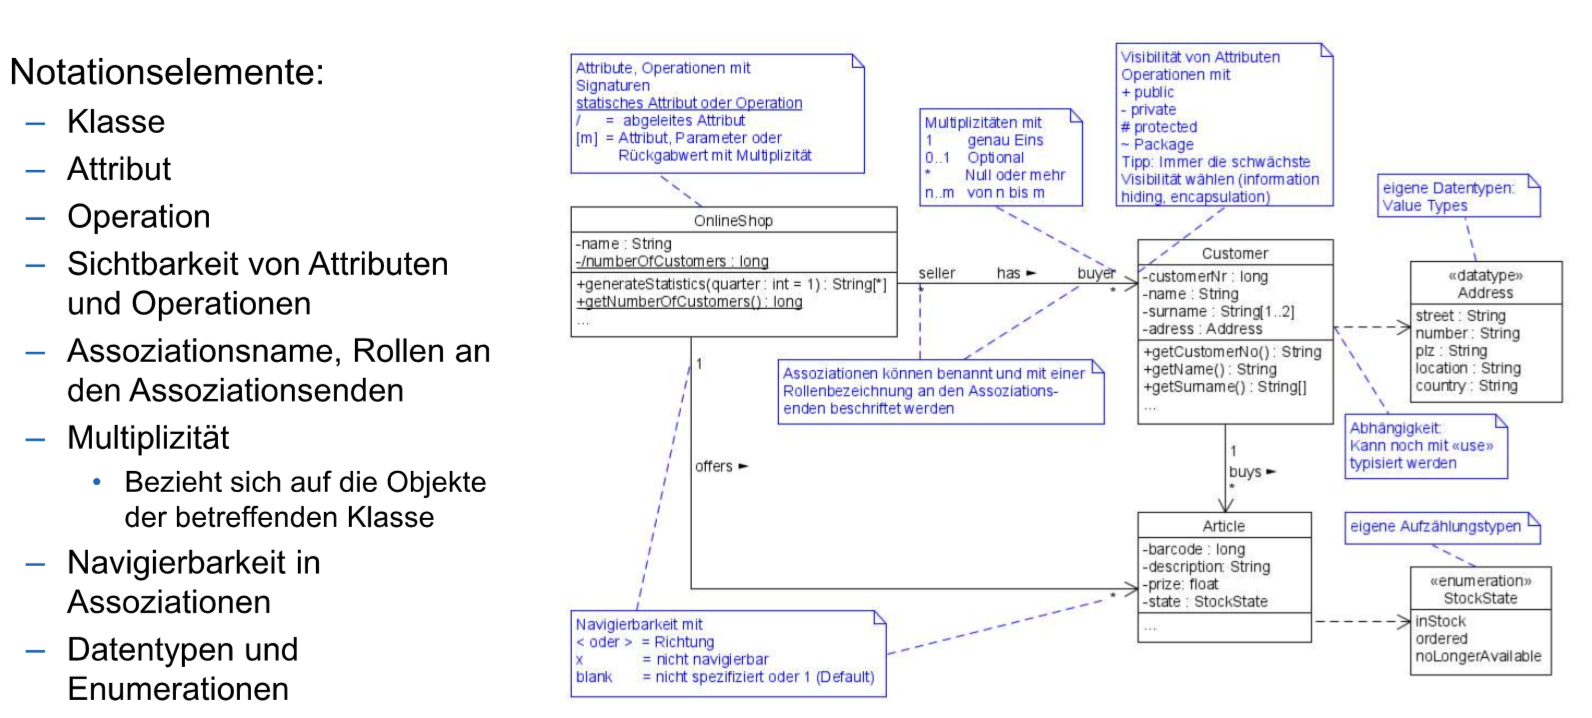 Notationselemente:
– Klasse
– Attribut
– Operation
– Sichtbarkeit von Attributen
und Operationen
– Assoziationsname, Rollen an
den Assoziationsenden
– Multiplizität
• Bezieht sich auf die Objekte
der betreffenden Klasse
– Navigierbarkeit in
Assoziationen
– Datentypen und
Enumerationen
Attribute, Operationen mit
Signaturen
statisches Attribut oder Operation
/ = abgeleites Attribut
[m] = Attribut, Parameter oder
Rückgabwert mit Multiplizität
Multiplizitäten mit
1 genau Eins
0..1 Optional
* Null oder mehr
n..m von n bis m
Visibilität von Attributen
Operationen mit
+ public
- private
# protected
~ Package
Tipp: Immer die schwächste
Visibilität wählen (information
hiding, encapsulation)
eigene Datentypen:
Value Types
OnlineShop
-name : String
-/numberOfCustomers : long
+generateStatistics(quarter : int = 1) : String[*]
+getNumberOfCustomers() : long
...
seller has ► buyer
* *
Customer
-customerNr : long
-name : String
-surname : String[1..2]
-adress : Address
+getCustomerNo() : String
+getName() : String
+getSurname() : String[]
...
«datatype»
Address
street : String
number : String
plz : String
location : String
country : String
Assoziationen können benannt und mit einer
Rollenbezeichnung an den Assoziations-
enden beschriftet werden
Abhängigkeit:
Kann noch mit «use»
typisiert werden
1
offers ►
*
1
buys ►
*
Article
-barcode : long
-description: String
-prize: float
-state : StockState
...
eigene Aufzählungstypen
«enumeration»
StockState
inStock
ordered
noLongerAvailable
Navigierbarkeit mit
< oder > = Richtung
x = nicht navigierbar
blank = nicht spezifiziert oder 1 (Default)